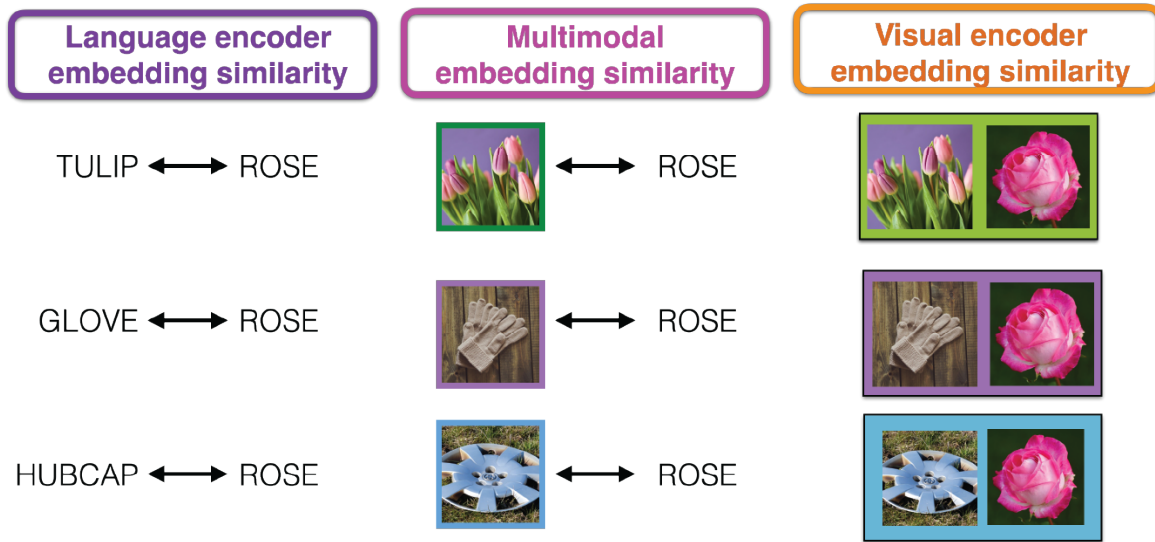 Language encoder
embedding similarity
Multimodal
embedding similarity
Visual encoder
embedding similarity
TULIP ROSE
ROSE
GLOVE ROSE
ROSE
HUBCAP ROSE
ROSE